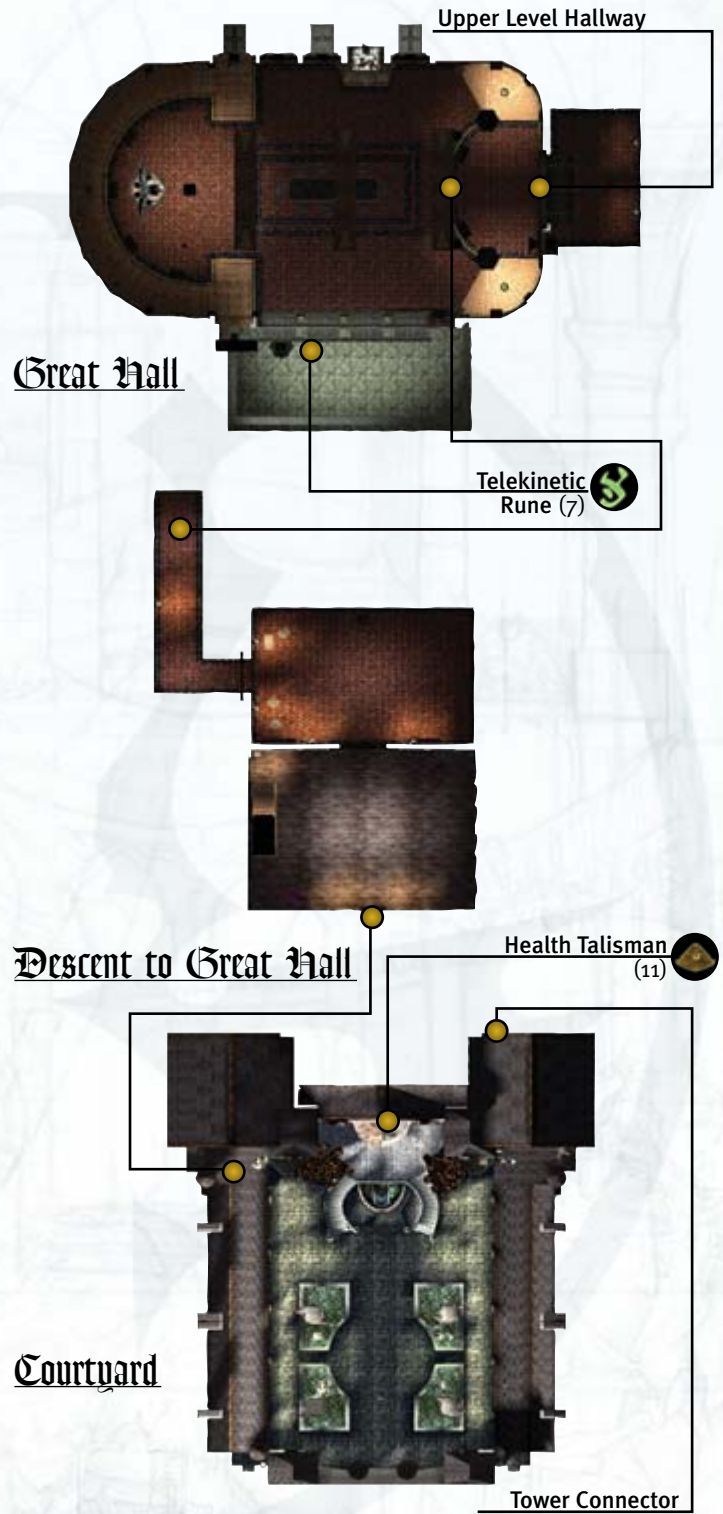 Upper Level Hallway
Great Hall
Telekinetic
Rune (7)
Descent to Great Hall
Health Talisman
(11)
Courtyard
Tower Connector